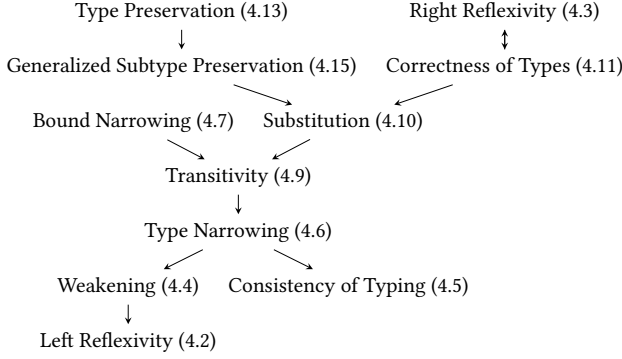 Type Preservation (4.13) Right Reflexivity (4.3)
Generalized Subtype Preservation (4.15) Correctness of Types (4.11)
Bound Narrowing (4.7) Substitution (4.10)
Transitivity (4.9)
Type Narrowing (4.6)
Weakening (4.4) Consistency of Typing (4.5)
Left Reflexivity (4.2)